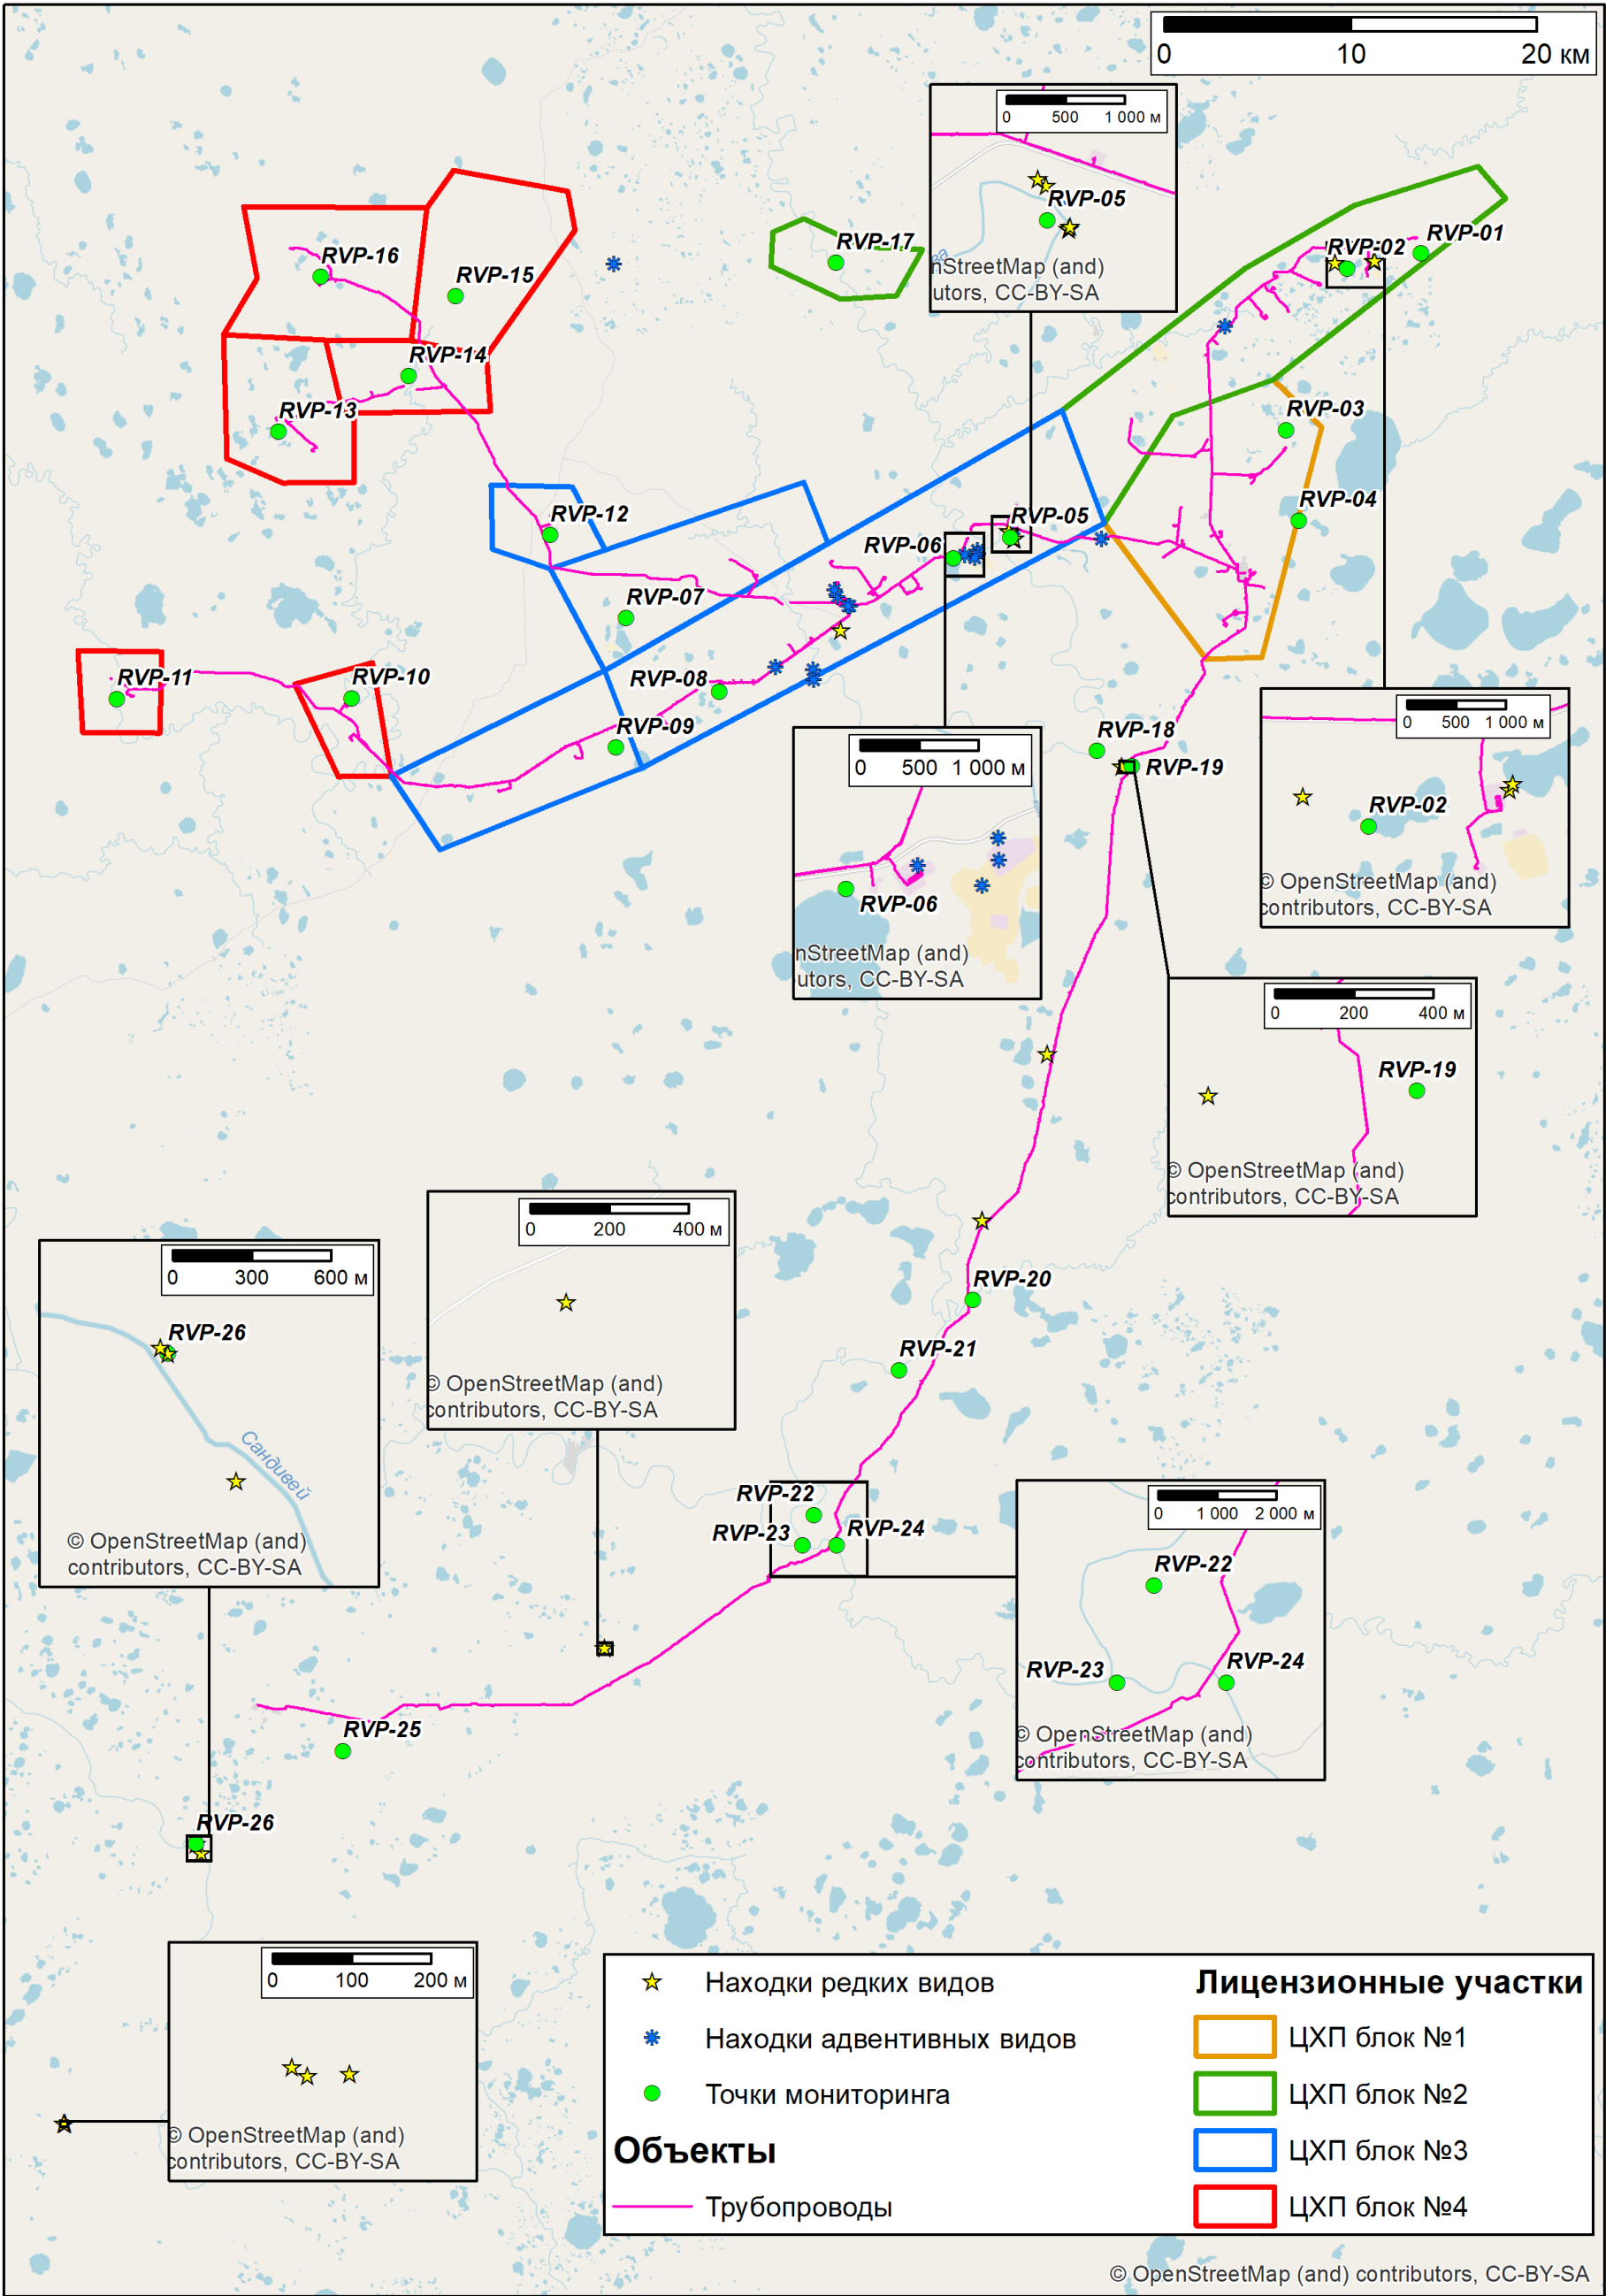 0 10 20 км
0 500 1 000 м
RVP-05
ва
nStreetMap (and)
utors, CC-BY-SA
RVP-17
RVP-02
RVP-01
RVP-16
RVP-15
RVP-14
RVP-13
RVP-03
RVP-04
RVP-12
RVP-05
RVP-06
RVP-07
RVP-11
RVP-10
RVP-08
RVP-09
RVP-18
RVP-19
0 500 1 000 м
RVP-02
© OpenStreetMap (and)
contributors, CC-BY-SA
0 500 1 000 м
RVP-06
nStreetMap (and)
utors, CC-BY-SA
0 200 400 м
RVP-19
© OpenStreetMap (and)
contributors, CC-BY-SA
0 200 400 м
© OpenStreetMap (and)
contributors, CC-BY-SA
0 300 600 м
RVP-26
Сандивей
© OpenStreetMap (and)
contributors, CC-BY-SA
RVP-20
RVP-21
RVP-22
RVP-23
RVP-24
0 1 000 2 000 м
RVP-22
RVP-23
RVP-24
© OpenStreetMap (and)
contributors, CC-BY-SA
RVP-25
RVP-26
0 100 200 м
© OpenStreetMap (and)
contributors, CC-BY-SA
Находки редких видов
Находки адвентивных видов
Точки мониторинга
Объекты
Трубопроводы
Лицензионные участки
ЦХП блок №1
ЦХП блок №2
ЦХП блок №3
ЦХП блок №4
© OpenStreetMap (and) contributors, CC-BY-SA